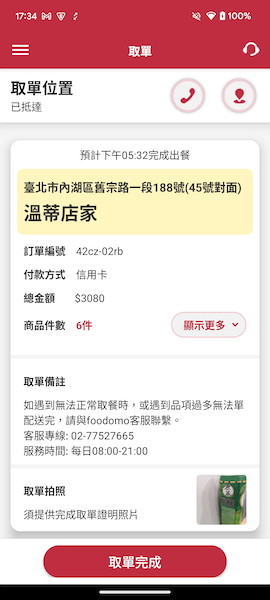 17:34
100%
取單
取單位置
已抵達
預計下午05:32完成出餐
臺北市內湖區舊宗路一段188號(45號對面)
溫蒂店家
訂單編號 42cz-02rb
付款方式 信用卡
總金額 $3080
商品件數 6件 顯示更多
取單備註
如遇到無法正常取餐時，或遇到品項過多無法單
配送完，請與foodomo客服聯繫。
客服專線: 02-77527665
服務時間: 每日08:00-21:00
取單拍照
須提供完成取單證明照片
取單完成